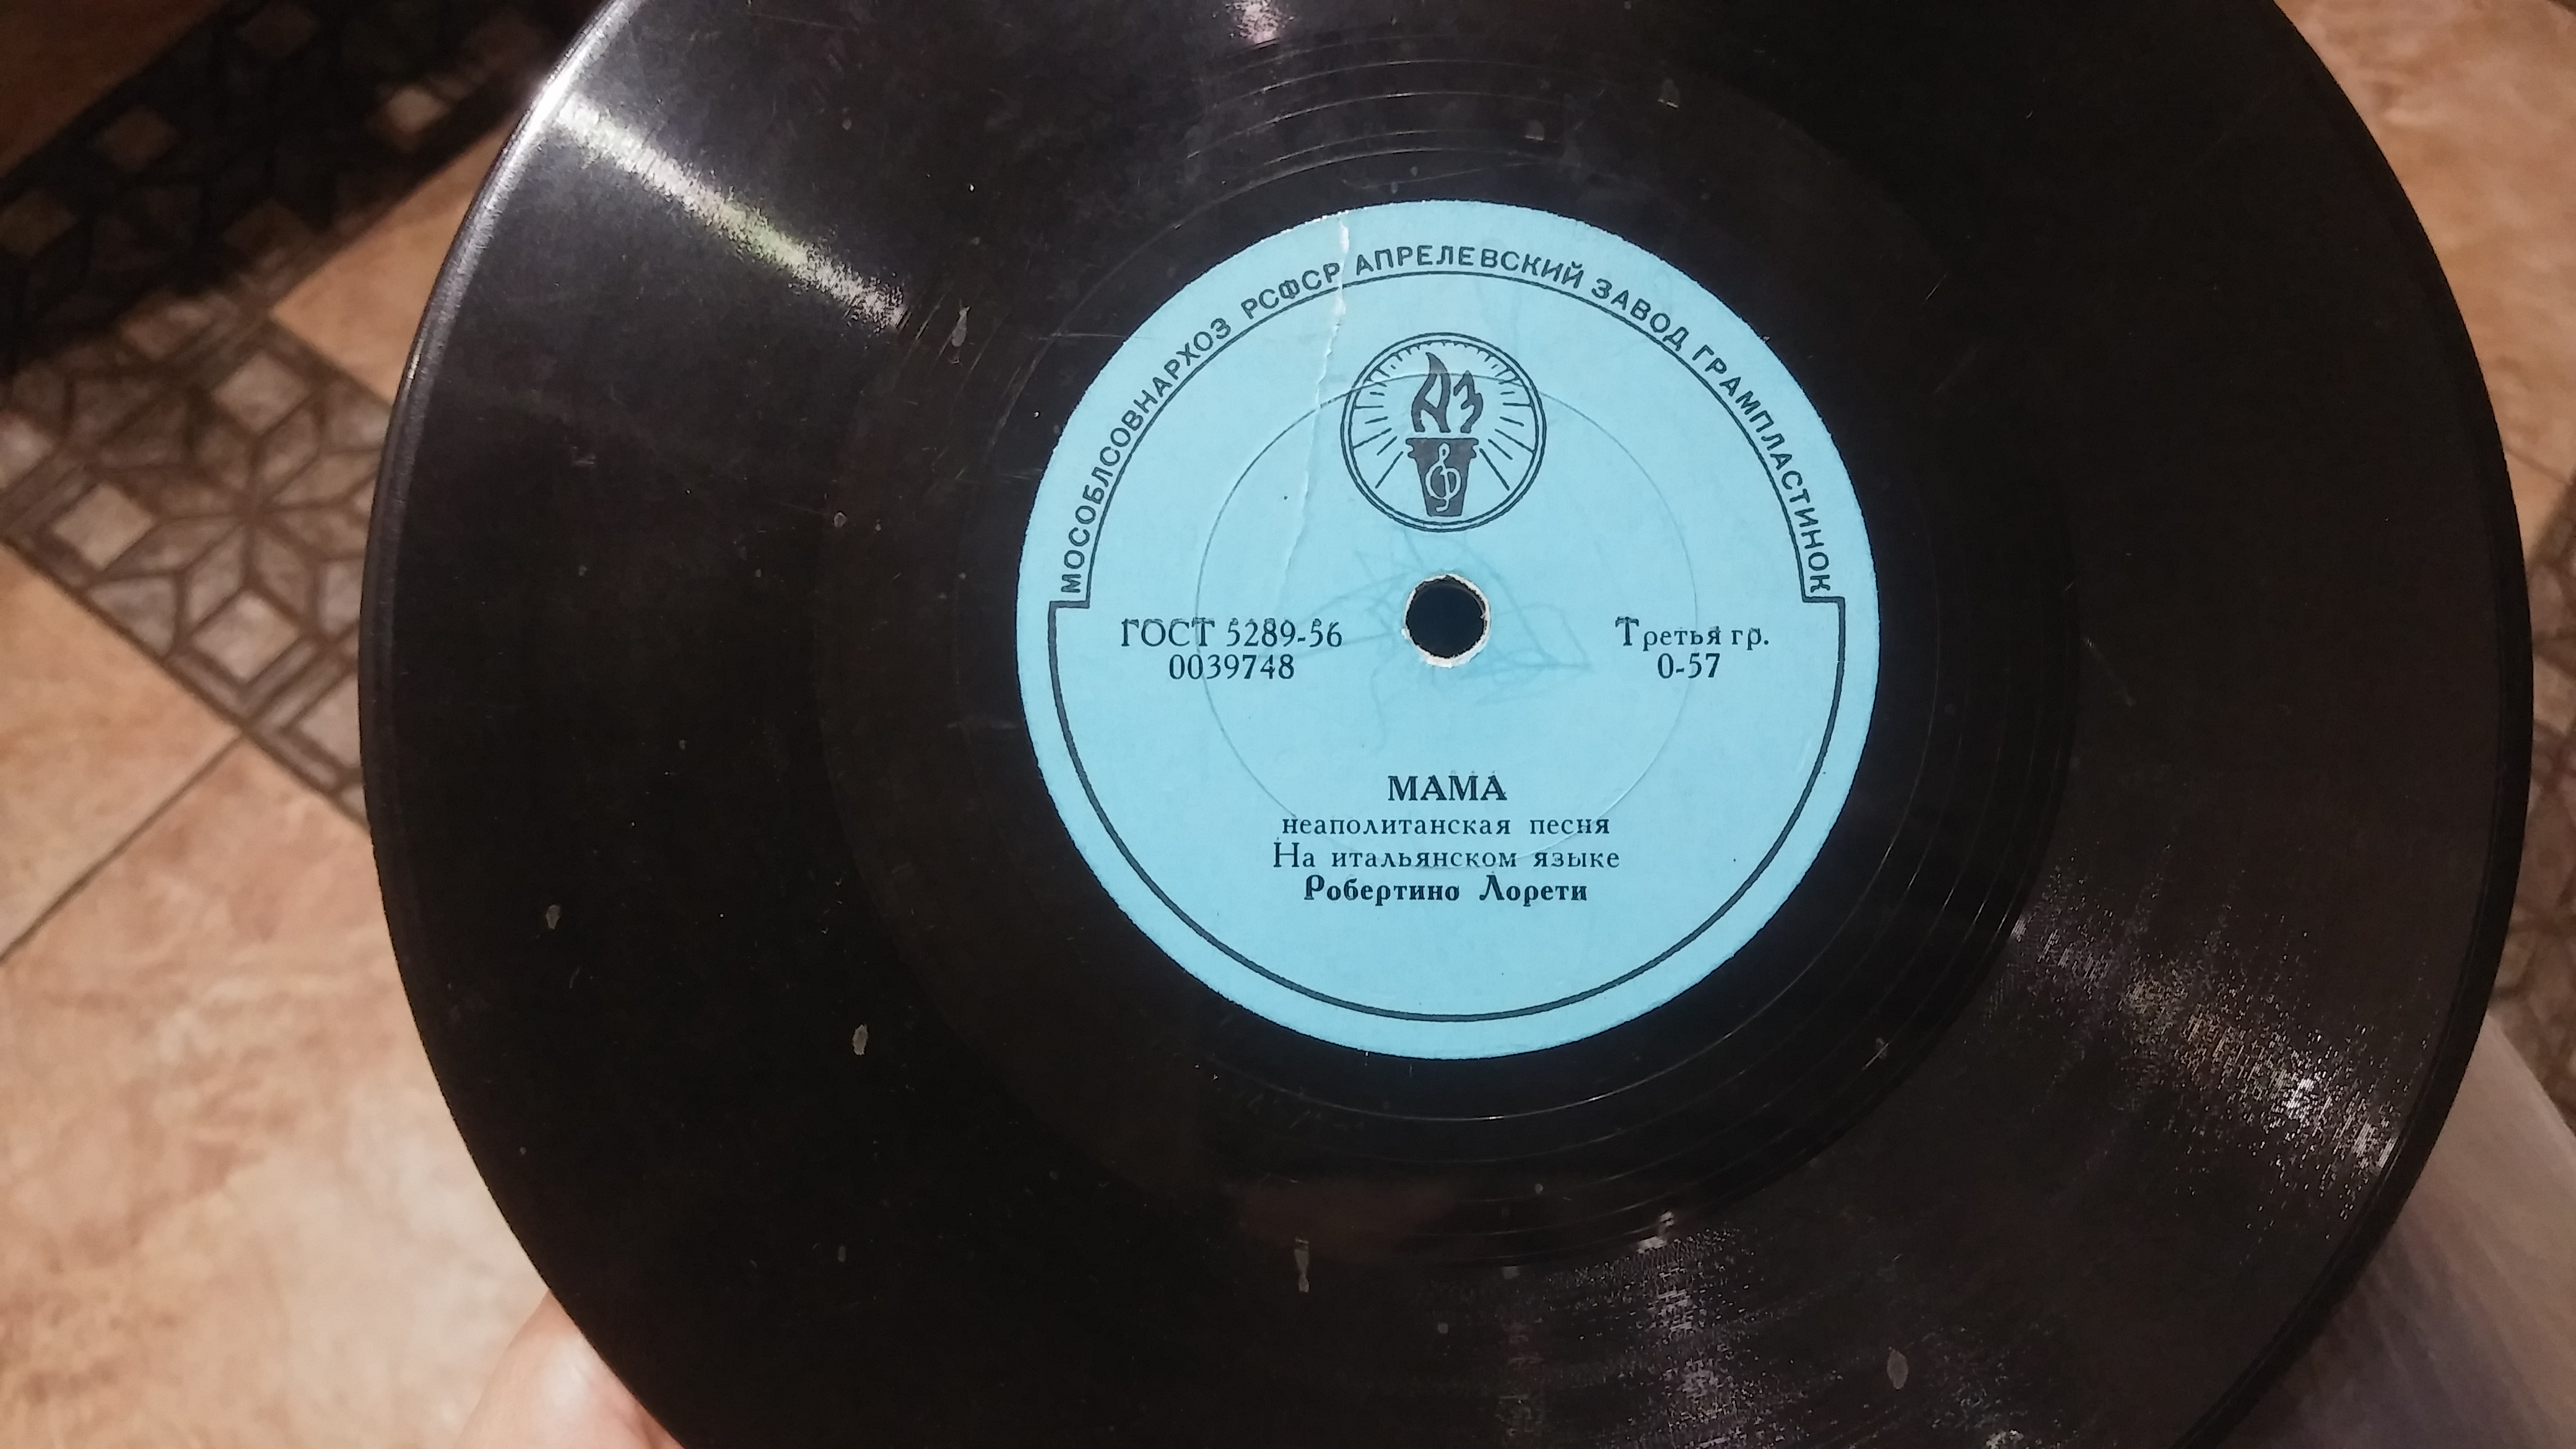 МОСОБЛСОВНАРХОЗ РСФСР АПРЕЛЕВСКИЙ ЗАВОД ГРАМПЛАСТИНОК
АЗ
ГОСТ 5289-56
0039748
Третья гр.
0-57
МАМА
неаполитанская песня
На итальянском языке
Робертино Лорети